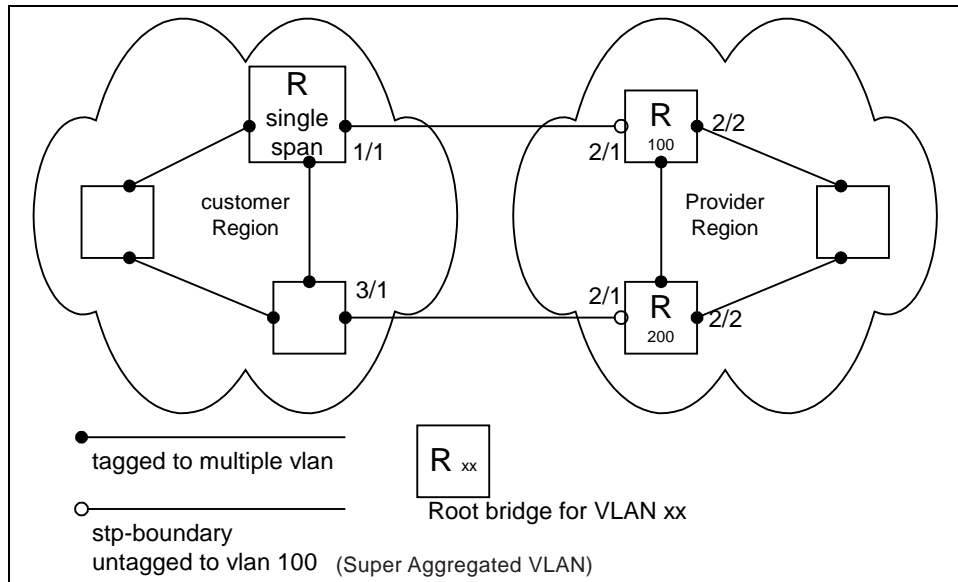 R
single
span
1/1
customer
Region
3/1
R
100
2/1
2/2
Provider
Region
2/1
R
200
2/2
tagged to multiple vlan
stp-boundary
untagged to vlan 100 (Super Aggregated VLAN)
R xx
Root bridge for VLAN xx